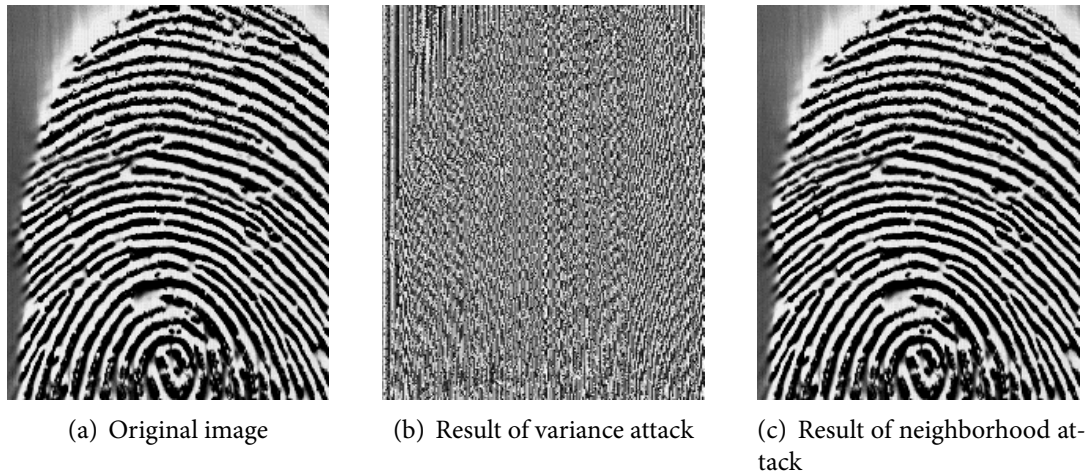 (a) Original image
(b) Result of variance attack
(c) Result of neighborhood at-
tack